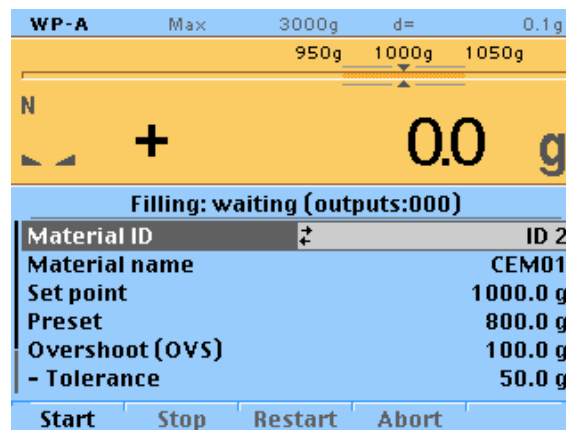 WP-A Max 3000g d= 0.1g
950g 1000g 1050g
N
+ 0.0 g
Filling: waiting (outputs:000)
Material ID ID 2
Material name CEM01
Set point 1000.0 g
Preset 800.0 g
Overshoot (OVS) 100.0 g
- Tolerance 50.0 g
Start Stop Restart Abort